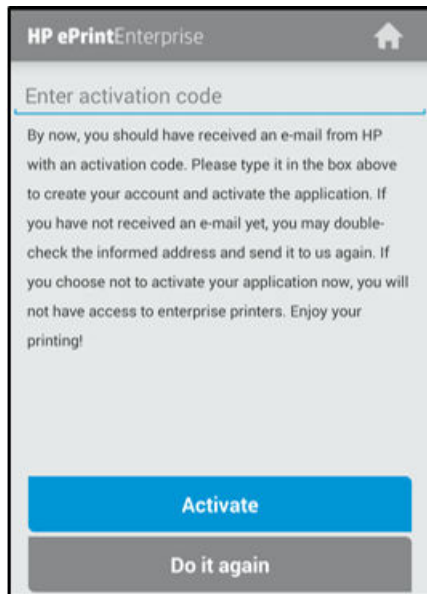 HP ePrintEnterprise
Enter activation code
By now, you should have received an e-mail from HP
with an activation code. Please type it in the box above
to create your account and activate the application. If
you have not received an e-mail yet, you may double-
check the informed address and send it to us again. If
you choose not to activate your application now, you will
not have access to enterprise printers. Enjoy your
printing!
Activate
Do it again